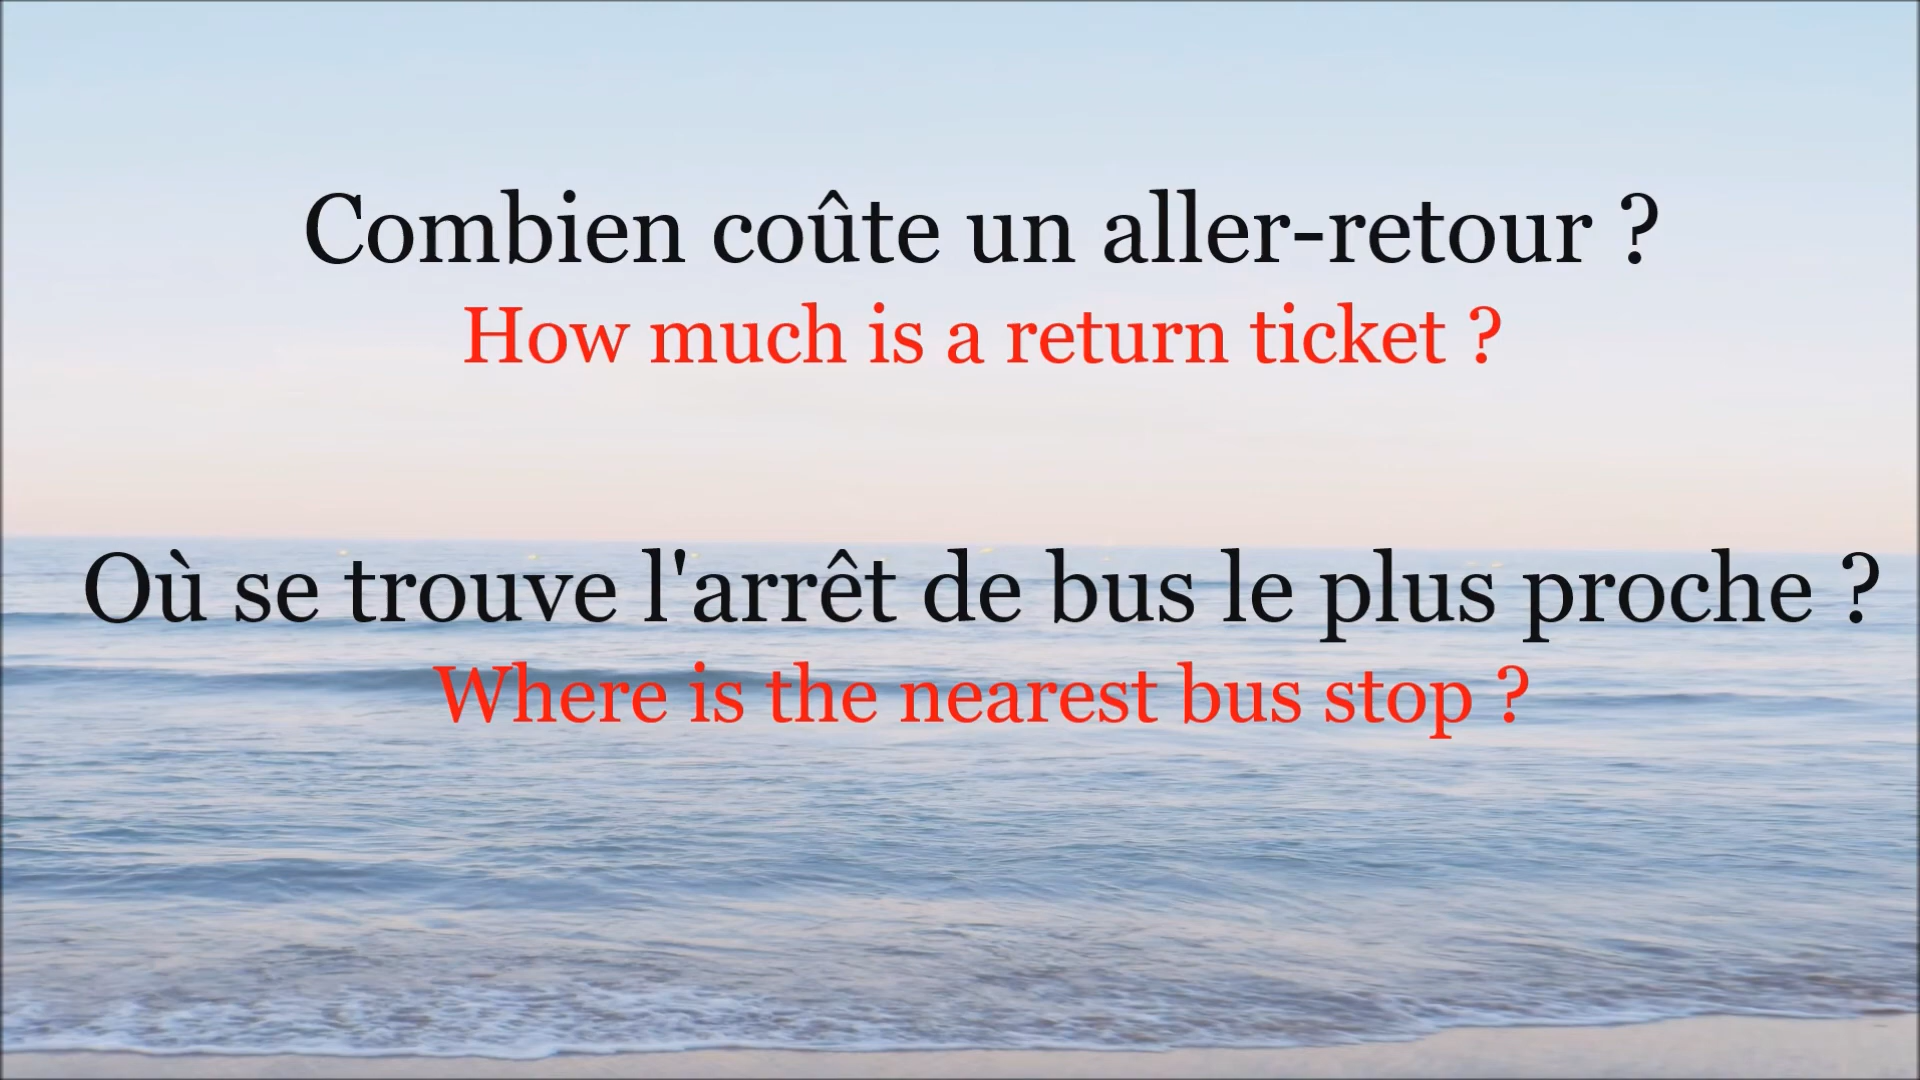 Combien coûte un aller-retour ?
How much is a return ticket ?
Où se trouve l'arrêt de bus le plus proche ?
Where is the nearest bus stop ?